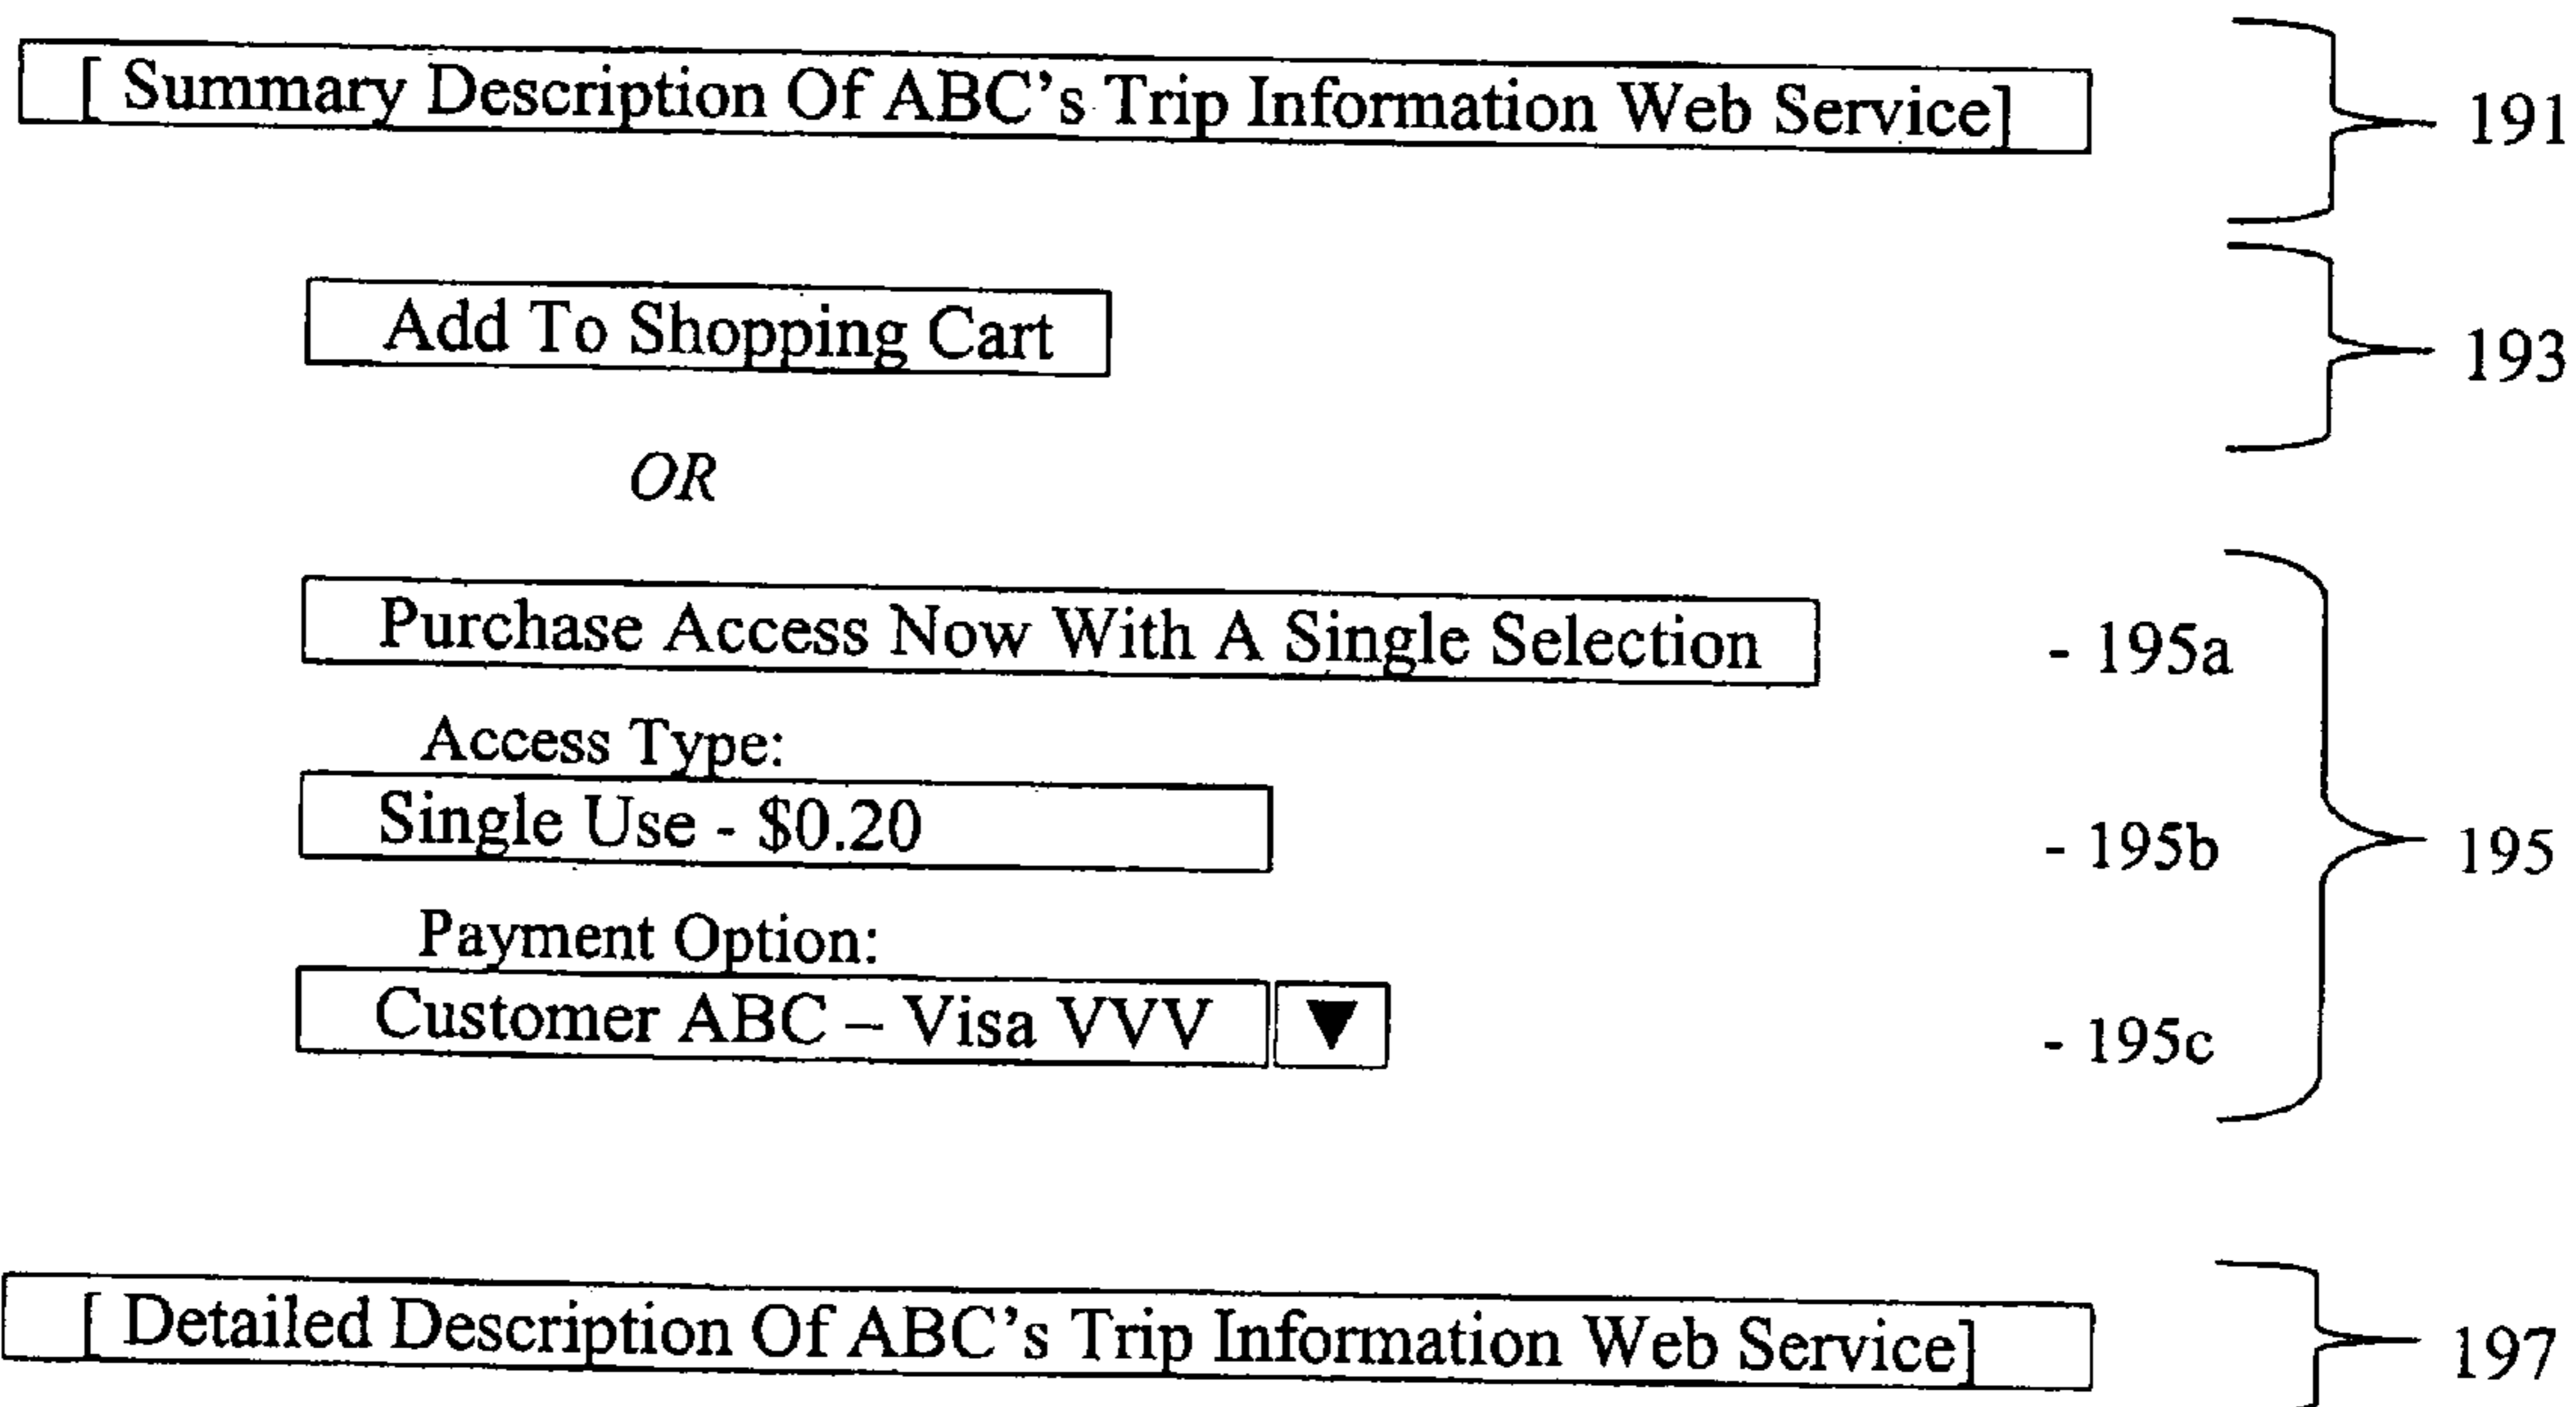 [ Summary Description Of ABC's Trip Information Web Service] 191
Add To Shopping Cart 193
OR
Purchase Access Now With A Single Selection - 195a
Access Type:
Single Use - $0.20 - 195b 195
Payment Option:
Customer ABC – Visa VVV ▼ - 195c
[ Detailed Description Of ABC's Trip Information Web Service] 197